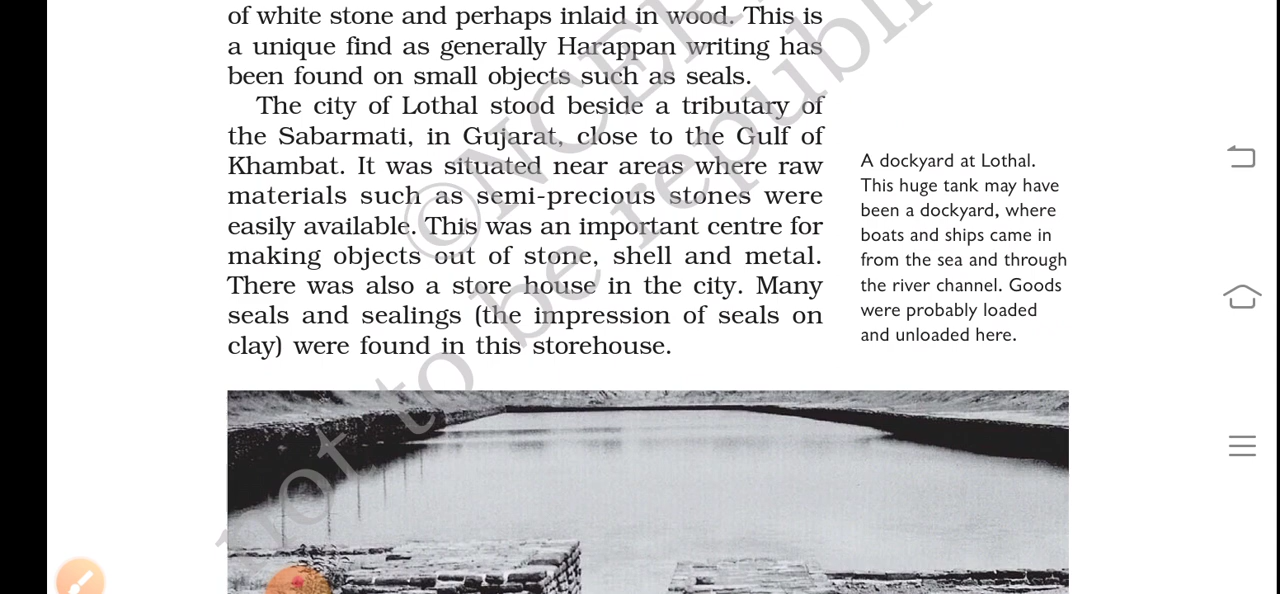 of white stone and perhaps inlaid in wood. This is
a unique find as generally Harappan writing has
been found on small objects such as seals.
The city of Lothal stood beside a tributary of
the Sabarmati, in Gujarat, close to the Gulf of
Khambat. It was situated near areas where raw
materials such as semi-precious stones were
easily available. This was an important centre for
making objects out of stone, shell and metal.
There was also a store house in the city. Many
seals and sealings (the impression of seals on
clay) were found in this storehouse.
A dockyard at Lothal.
This huge tank may have
been a dockyard, where
boats and ships came in
from the sea and through
the river channel. Goods
were probably loaded
and unloaded here.
©NCER
not to be republi